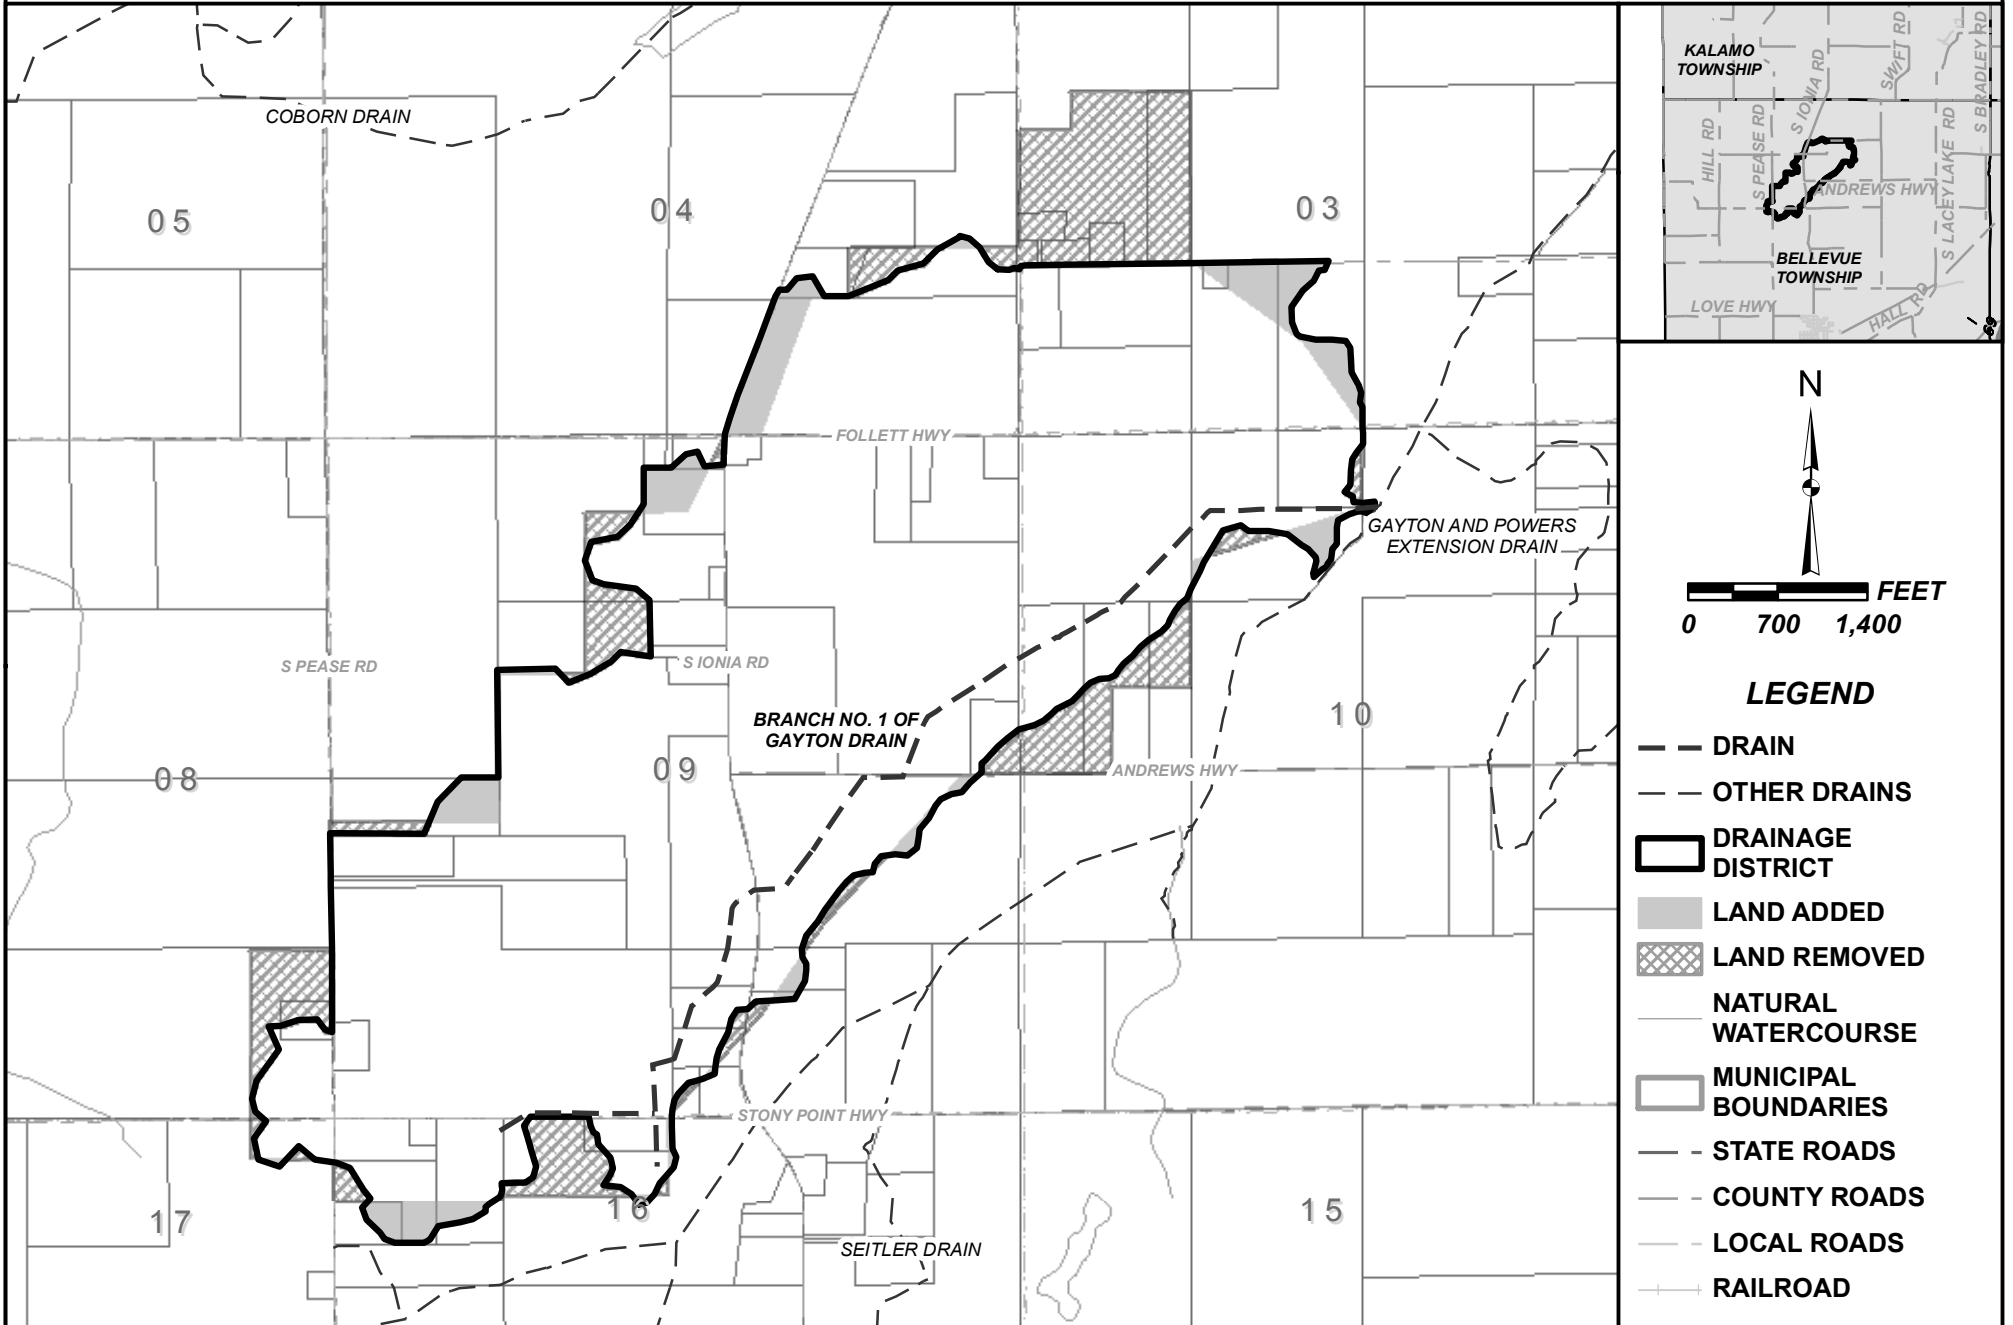 COBORN DRAIN
05
04
03
FOLLETT HWY
GAYTON AND POWERS
EXTENSION DRAIN
S PEASE RD
S IONIA RD
BRANCH NO. 1 OF
GAYTON DRAIN
10
08
09
ANDREWS HWY
STONY POINT HWY
17
16
15
SEITLER DRAIN
KALAMO
TOWNSHIP
S IONIA RD
SWIFT RD
S BRADLEY RD
HILL RD
S PEASE RD
S LACEY LAKE RD
ANDREWS HWY
BELLEVUE
TOWNSHIP
LOVE HWY
HALL RD
I 69
N
FEET
0 700 1,400
LEGEND
DRAIN
OTHER DRAINS
DRAINAGE
DISTRICT
LAND ADDED
LAND REMOVED
NATURAL
WATERCOURSE
MUNICIPAL
BOUNDARIES
STATE ROADS
COUNTY ROADS
LOCAL ROADS
RAILROAD